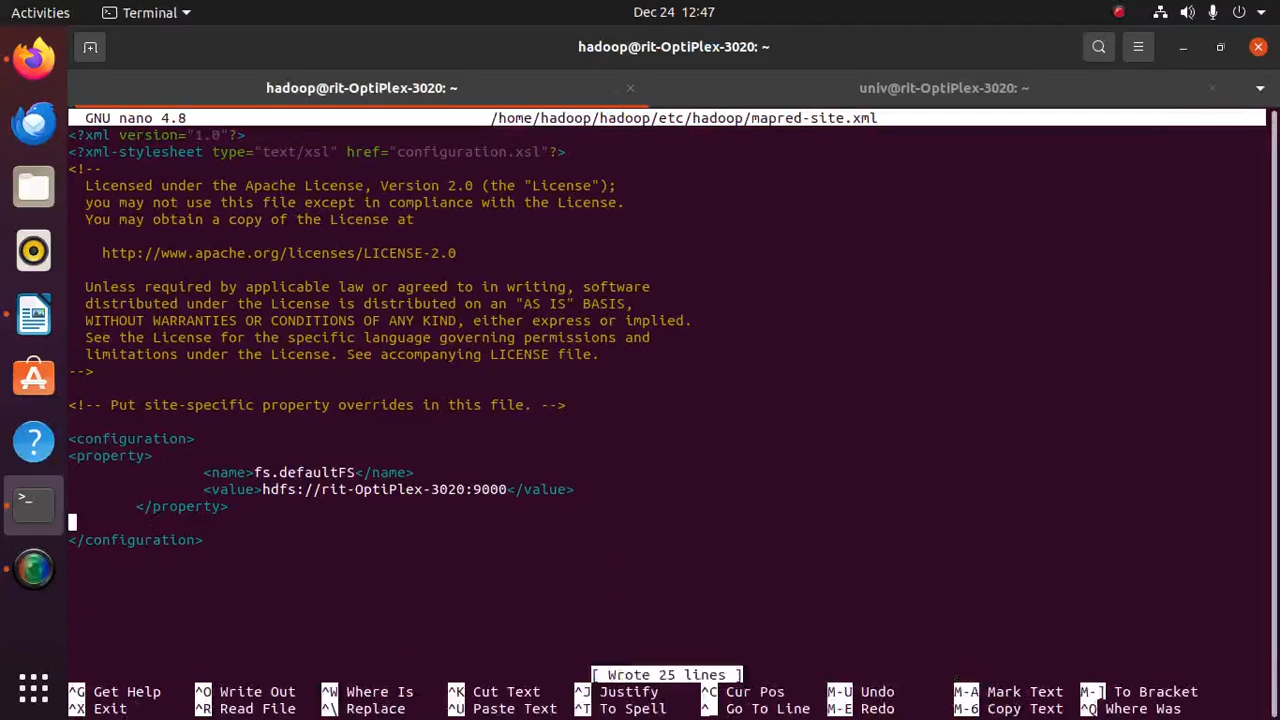 Activities
Terminal
Dec 24 12:47
hadoop@rit-OptiPlex-3020: ~
hadoop@rit-OptiPlex-3020: ~
univ@rit-OptiPlex-3020: ~
GNU nano 4.8 /home/hadoop/hadoop/etc/hadoop/mapred-site.xml
<?xml version="1.0"?>
<?xml-stylesheet type="text/xsl" href="configuration.xsl"?>
<!--
Licensed under the Apache License, Version 2.0 (the "License");
you may not use this file except in compliance with the License.
You may obtain a copy of the License at
http://www.apache.org/licenses/LICENSE-2.0
Unless required by applicable law or agreed to in writing, software
distributed under the License is distributed on an "AS IS" BASIS,
WITHOUT WARRANTIES OR CONDITIONS OF ANY KIND, either express or implied.
See the License for the specific language governing permissions and
limitations under the License. See accompanying LICENSE file.
-->
<!-- Put site-specific property overrides in this file. -->
<configuration>
<property>
<name>fs.defaultFS</name>
<value>hdfs://rit-OptiPlex-3020:9000</value>
</property>
</configuration>
[ Wrote 25 lines ]
^G Get Help ^O Write Out ^W Where Is ^K Cut Text ^J Justify ^C Cur Pos M-U Undo M-A Mark Text M-] To Bracket
^X Exit ^R Read File ^\ Replace ^U Paste Text ^T To Spell ^_ Go To Line M-E Redo M-6 Copy Text ^Q Where Was